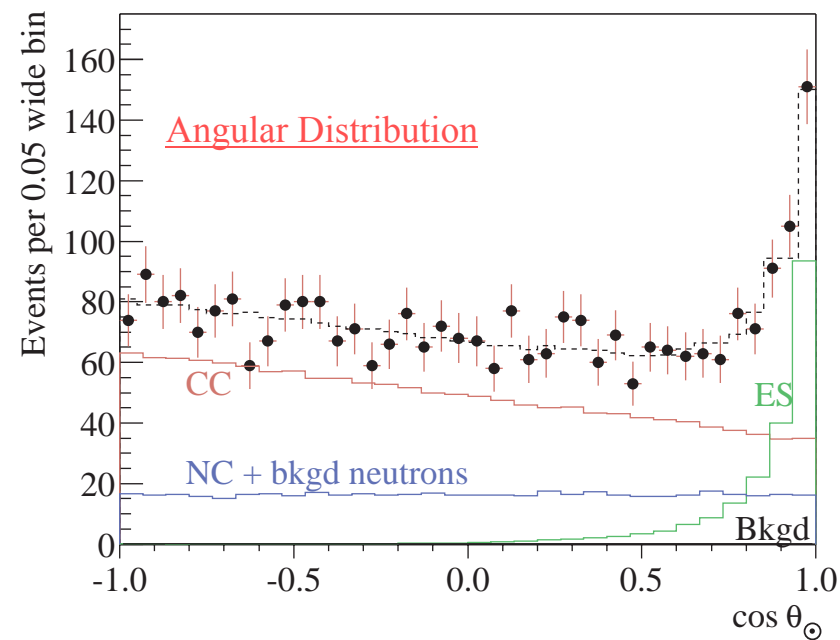 Events per 0.05 wide bin
160
140
120
100
80
60
40
20
0
Angular Distribution
CC
ES
NC + bkgd neutrons
Bkgd
-1.0 -0.5 0.0 0.5 1.0
cos θ☉